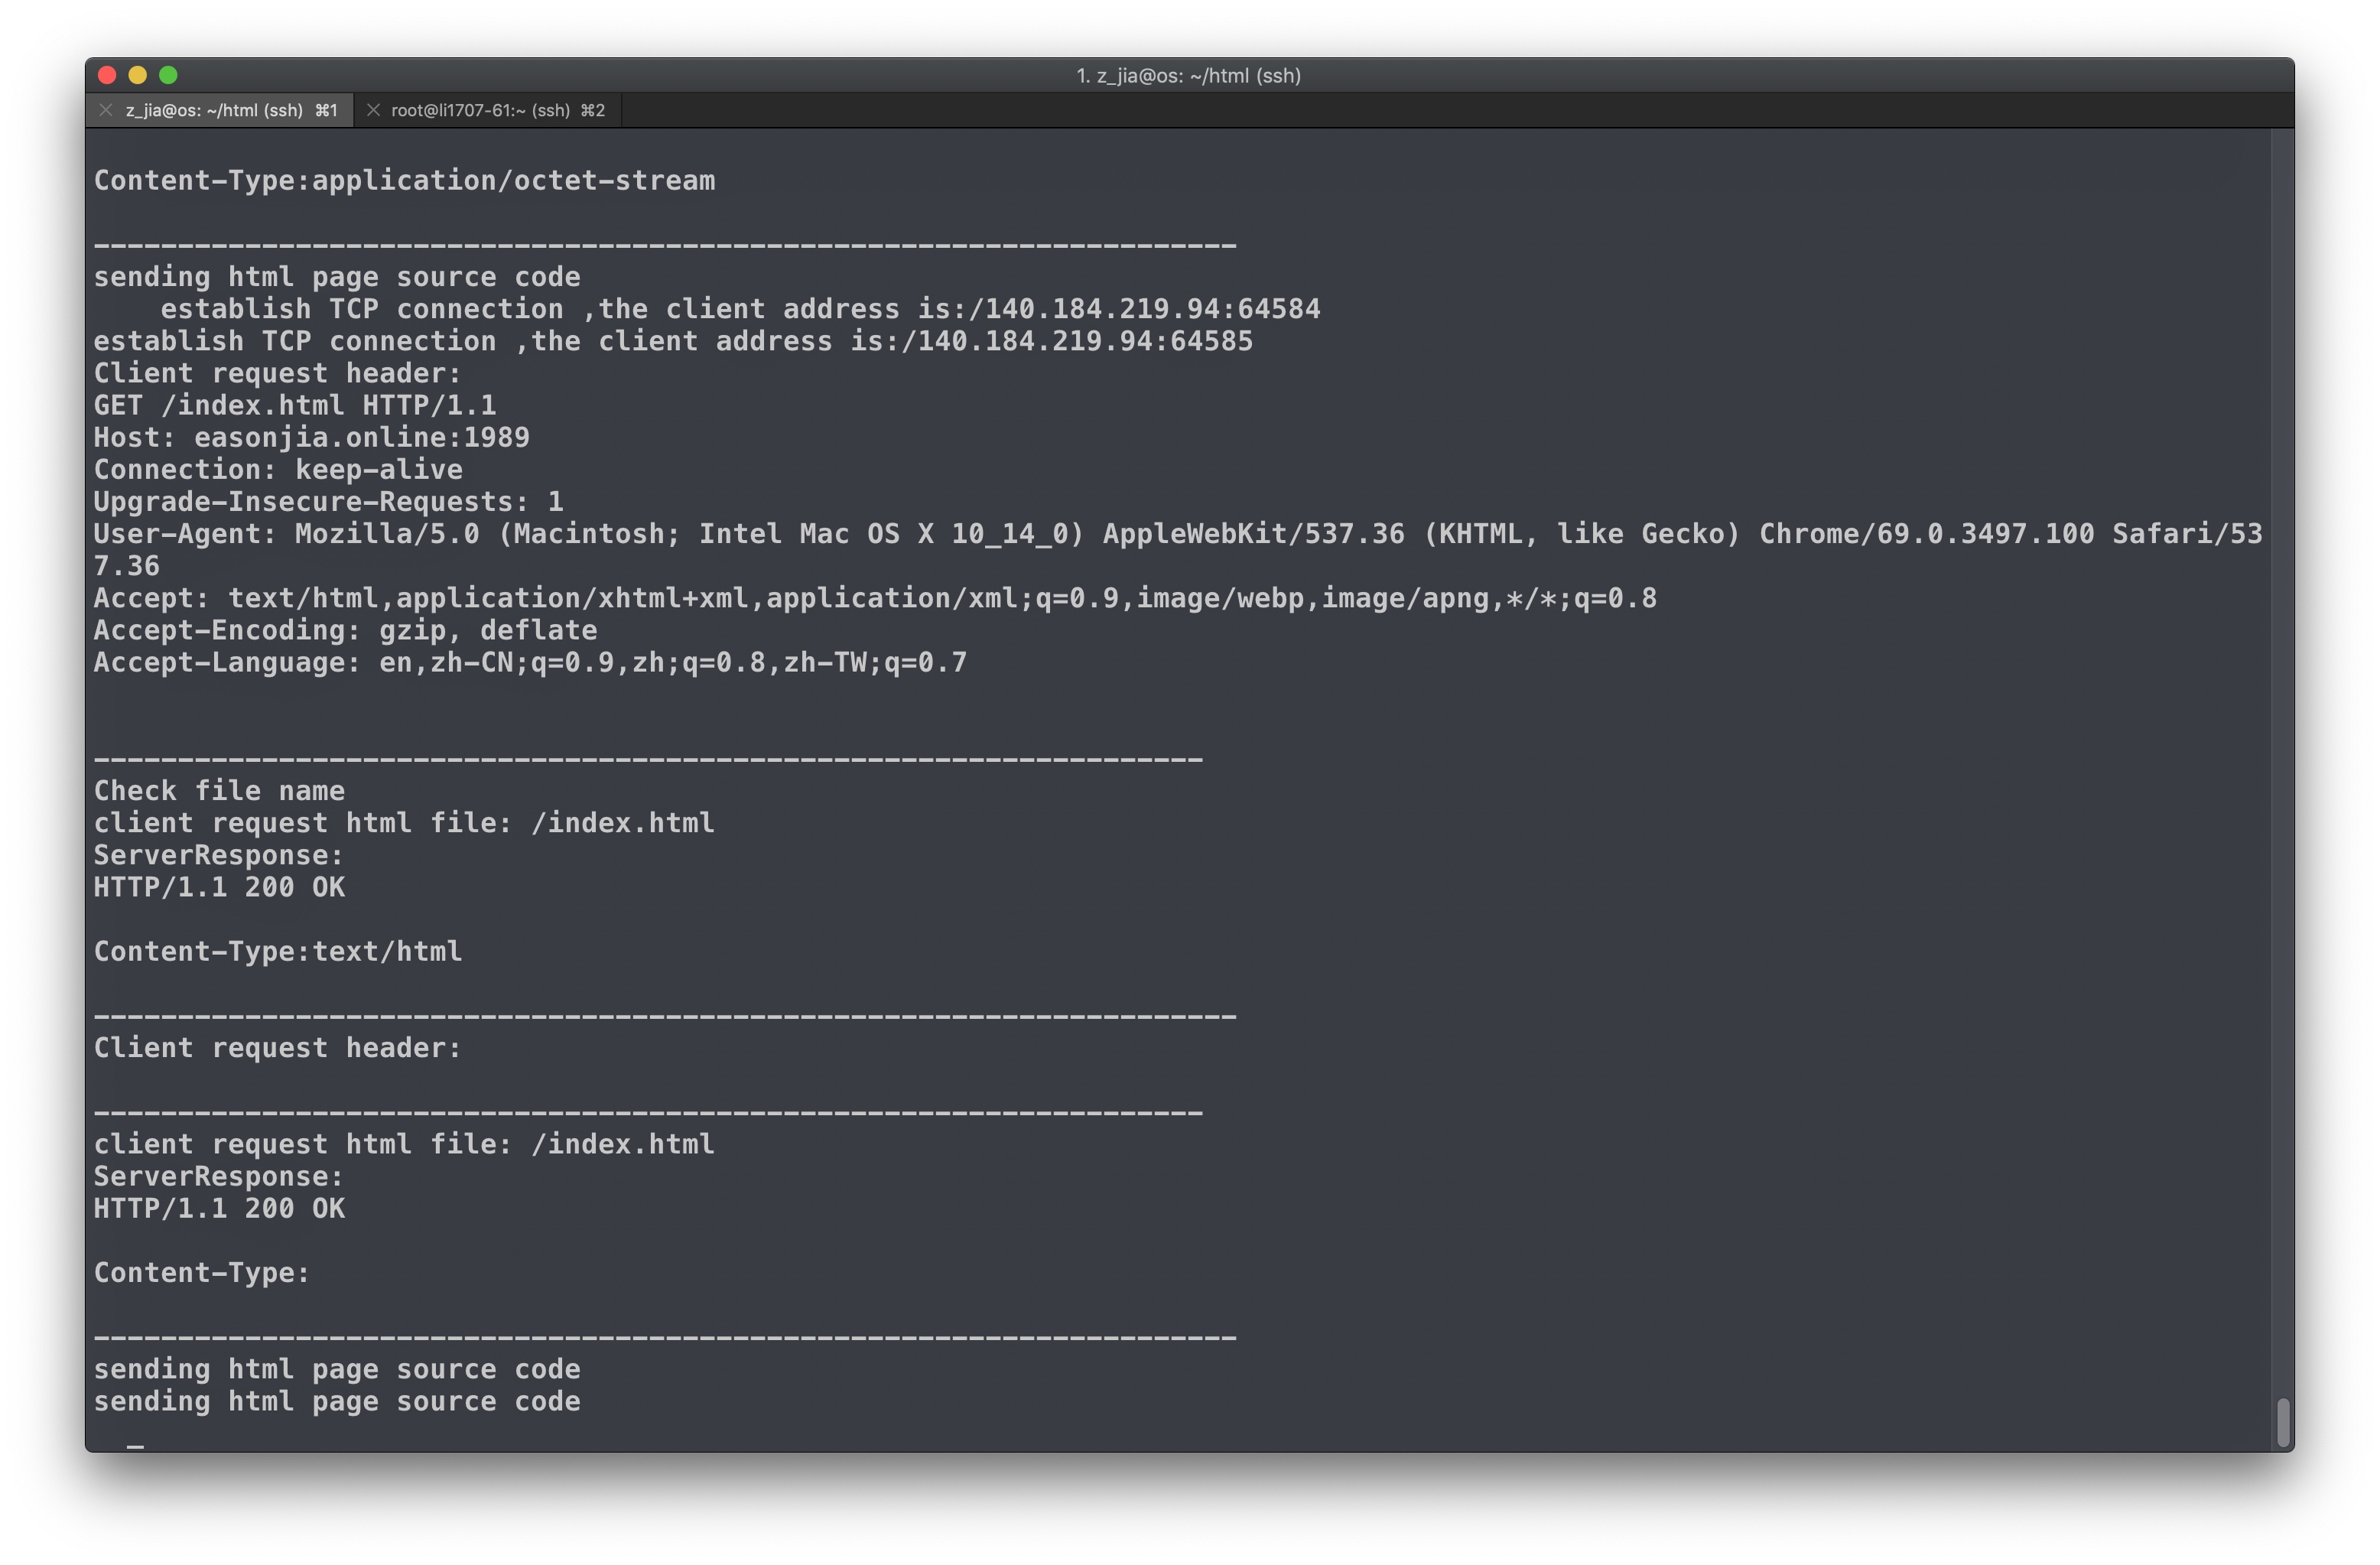 1. z_jia@os: ~/html (ssh)
z_jia@os: ~/html (ssh) ⌘1 root@li1707-61:~ (ssh) ⌘2
Content-Type:application/octet-stream
--------------------------------------------------------------------
sending html page source code
    establish TCP connection ,the client address is:/140.184.219.94:64584
establish TCP connection ,the client address is:/140.184.219.94:64585
Client request header:
GET /index.html HTTP/1.1
Host: easonjia.online:1989
Connection: keep-alive
Upgrade-Insecure-Requests: 1
User-Agent: Mozilla/5.0 (Macintosh; Intel Mac OS X 10_14_0) AppleWebKit/537.36 (KHTML, like Gecko) Chrome/69.0.3497.100 Safari/53
7.36
Accept: text/html,application/xhtml+xml,application/xml;q=0.9,image/webp,image/apng,*/*;q=0.8
Accept-Encoding: gzip, deflate
Accept-Language: en,zh-CN;q=0.9,zh;q=0.8,zh-TW;q=0.7
------------------------------------------------------------------
Check file name
client request html file: /index.html
ServerResponse:
HTTP/1.1 200 OK
Content-Type:text/html
--------------------------------------------------------------------
Client request header:
------------------------------------------------------------------
client request html file: /index.html
ServerResponse:
HTTP/1.1 200 OK
Content-Type:
--------------------------------------------------------------------
sending html page source code
sending html page source code